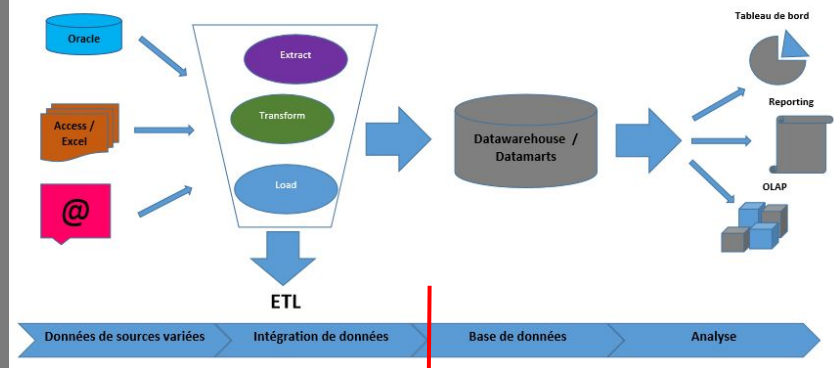 Oracle
Access /
Excel
@
Extract
Transform
Load
ETL
Datawarehouse /
Datamarts
Tableau de bord
Reporting
OLAP
Données de sources variées
Intégration de données
Base de données
Analyse